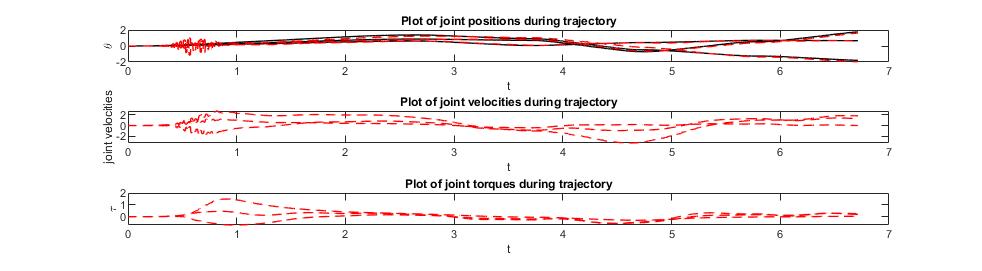 Plot of joint positions during trajectory
θ
2
0
-2
0 1 2 3 4 5 6 7
t
Plot of joint velocities during trajectory
joint velocities
2
0
-2
0 1 2 3 4 5 6 7
t
Plot of joint torques during trajectory
τ
2
1
0
0 1 2 3 4 5 6 7
t